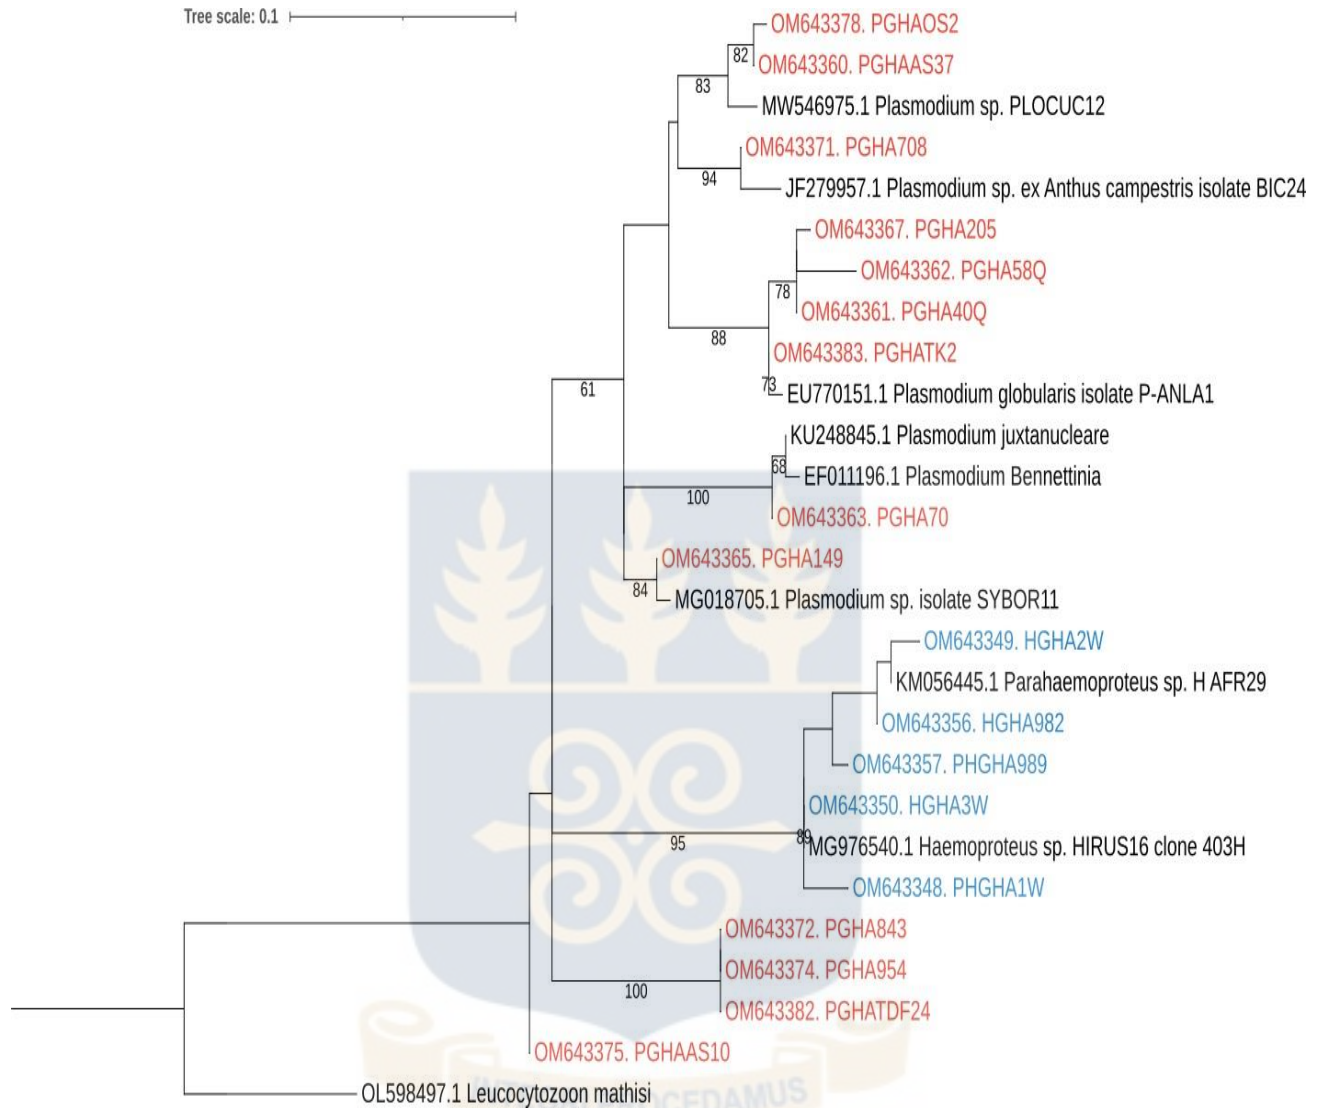 Tree scale: 0.1
OM643378. PGHAOS2
82
OM643360. PGHAAS37
83
MW546975.1 Plasmodium sp. PLOCUC12
OM643371. PGHA708
94
JF279957.1 Plasmodium sp. ex Anthus campestris isolate BIC24
OM643367. PGHA205
OM643362. PGHA58Q
78
OM643361. PGHA40Q
88
OM643383. PGHATK2
73
EU770151.1 Plasmodium globularis isolate P-ANLA1
61
KU248845.1 Plasmodium juxtanucleare
68
EF011196.1 Plasmodium Bennettinia
100
OM643363. PGHA70
OM643365. PGHA149
84
MG018705.1 Plasmodium sp. isolate SYBOR11
OM643349. HGHA2W
KM056445.1 Parahaemoproteus sp. H AFR29
OM643356. HGHA982
OM643357. PHGHA989
OM643350. HGHA3W
95
89
MG976540.1 Haemoproteus sp. HIRUS16 clone 403H
OM643348. PHGHA1W
OM643372. PGHA843
OM643374. PGHA954
100
OM643382. PGHATDF24
OM643375. PGHAAS10
OL598497.1 Leucocytozoon mathisi